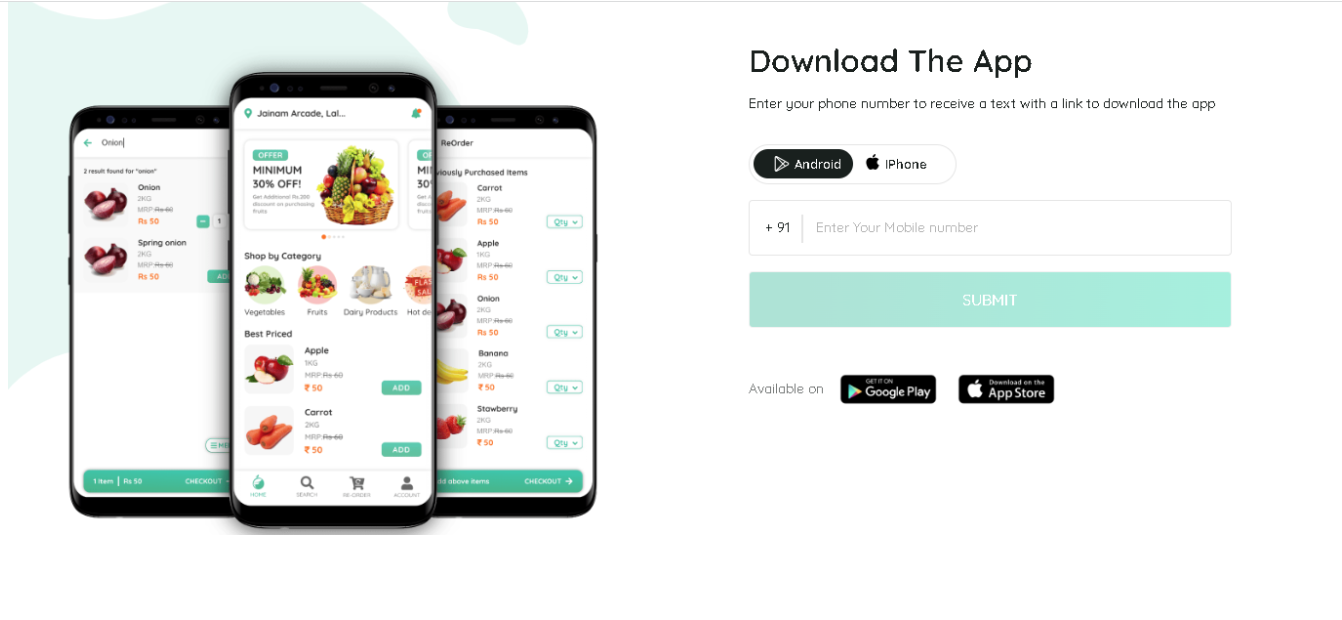 Onion
2 result found for "onion"
Onion
2KG
MRP Rs 60
Rs 50
1
Spring onion
2KG
MRP Rs 60
Rs 50
1 Item | Rs 50 CHECKOUT
Jainam Arcade, Lal...
OFFER
MINIMUM
30% OFF!
Get Additional Rs.200
discount on purchasing
fruits
Shop by Category
Vegetables Fruits Dairy Products Hot de
Best Priced
Apple
1KG
MRP Rs 60
₹ 50
ADD
Carrot
2KG
MRP Rs 60
₹ 50
ADD
HOME SEARCH RE-ORDER ACCOUNT
ReOrder
Purchased Items
Carrot
2KG
MRP Rs 60
Rs 50
Qty
Apple
1KG
MRP Rs 60
Rs 50
Qty
Onion
2KG
MRP Rs 60
Rs 50
Qty
Banana
2KG
MRP Rs 60
₹ 50
Qty
Stawberry
2KG
MRP Rs 60
₹ 50
Qty
above items CHECKOUT
Download The App
Enter your phone number to receive a text with a link to download the app
Android IPhone
+ 91 Enter Your Mobile number
SUBMIT
Available on
GET IT ON
Google Play
Download on the
App Store